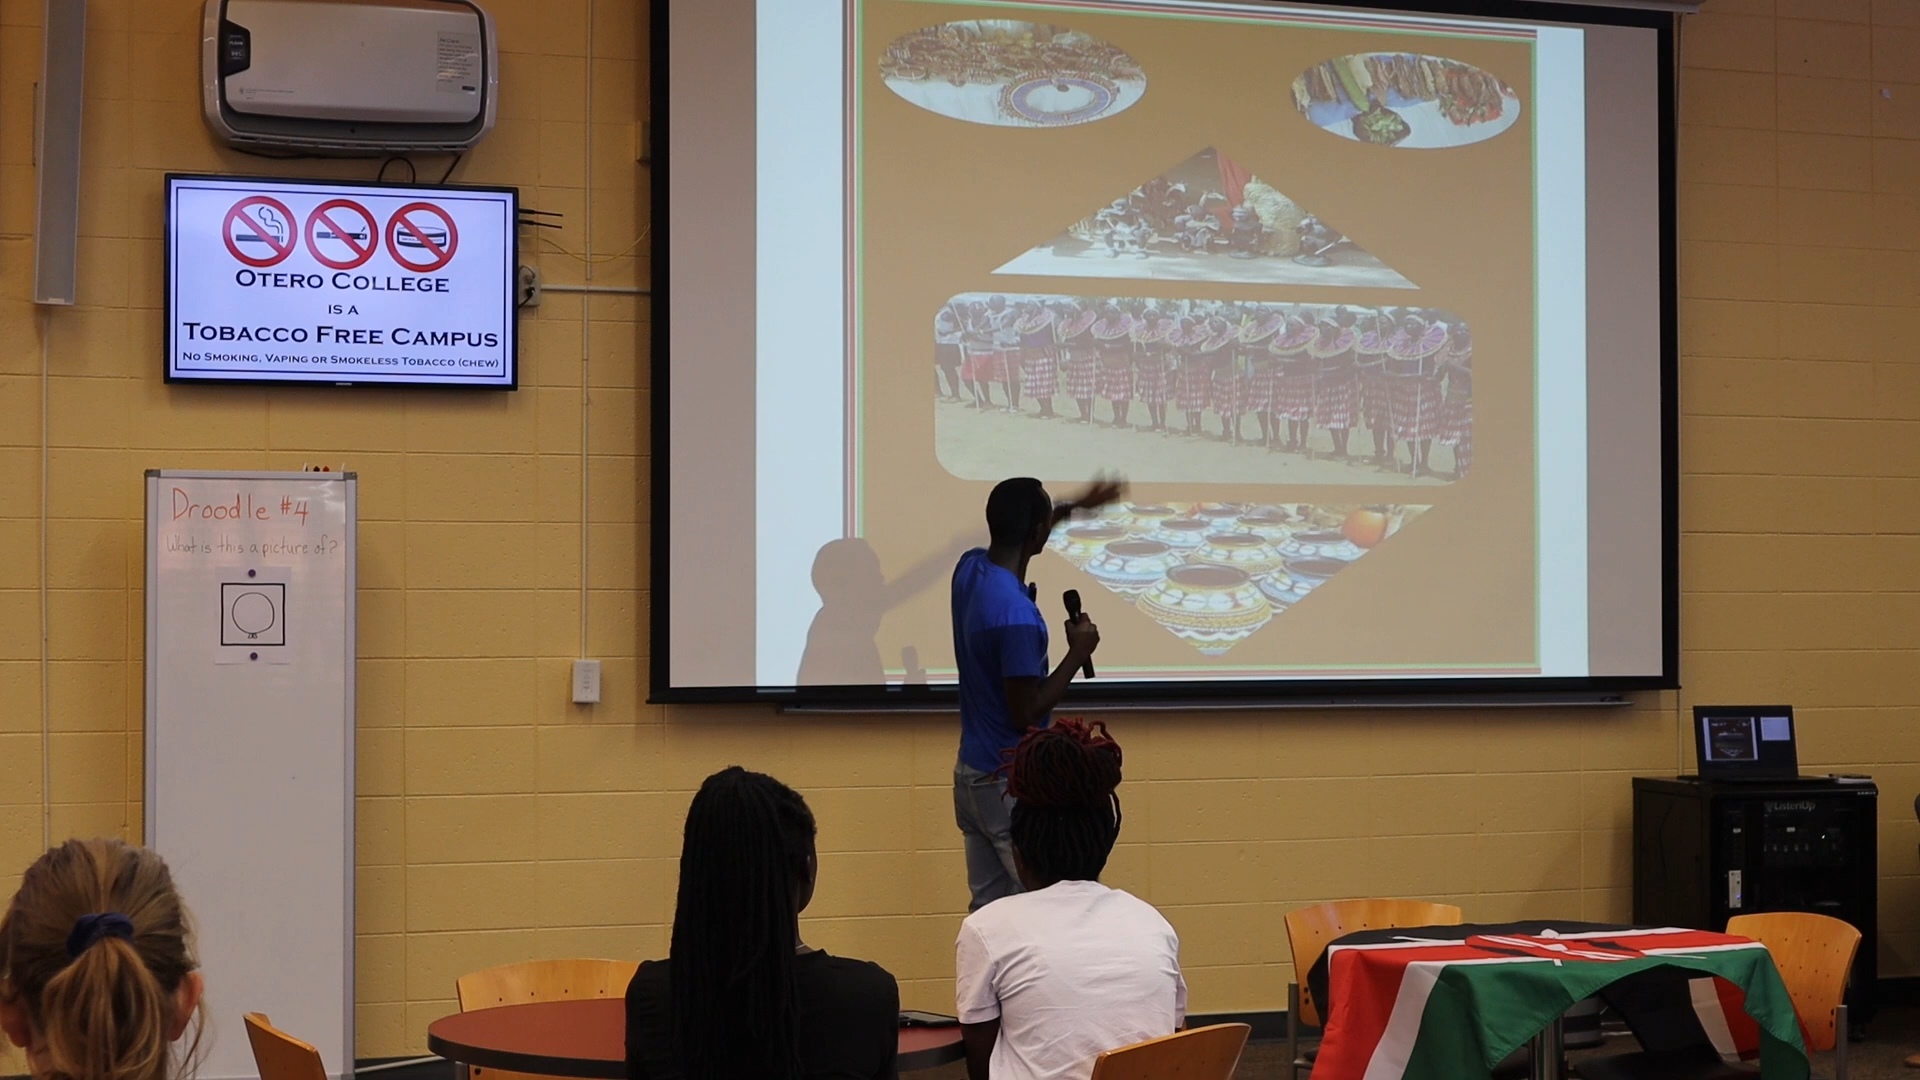 OTERO COLLEGE
IS A
TOBACCO FREE CAMPUS
NO SMOKING, VAPING OR SMOKELESS TOBACCO (CHEW)
Droodle #4
What is this a picture of?
ListenUp